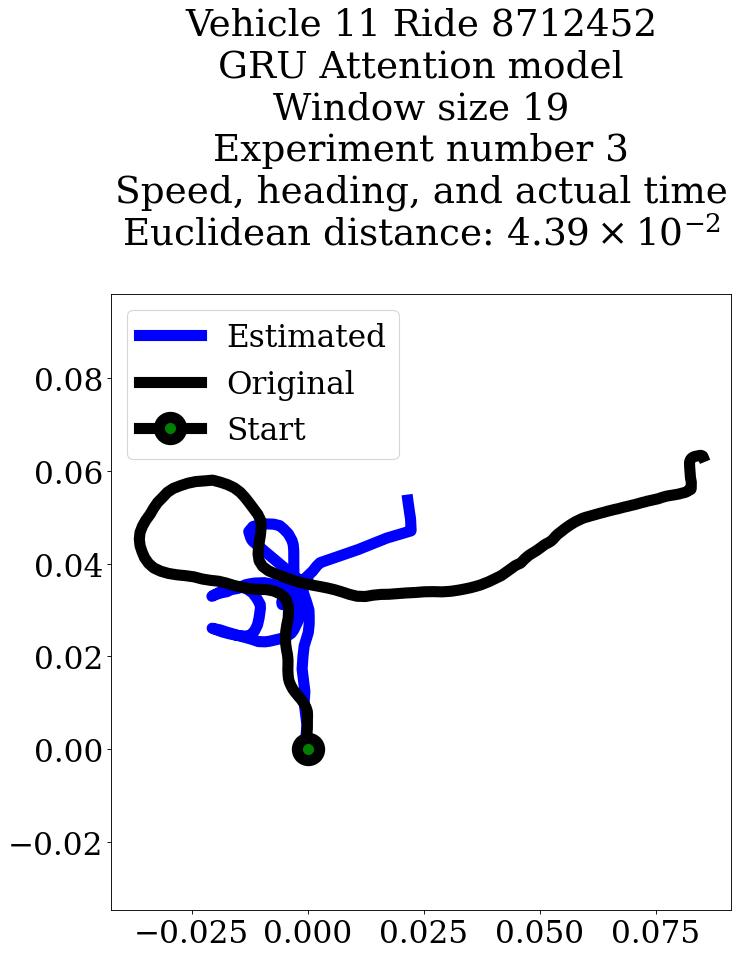 Vehicle 11 Ride 8712452
GRU Attention model
Window size 19
Experiment number 3
Speed, heading, and actual time
Euclidean distance: 4.39 × 10⁻²
Estimated
Original
Start
0.08
0.06
0.04
0.02
0.00
−0.02
−0.025 0.000 0.025 0.050 0.075